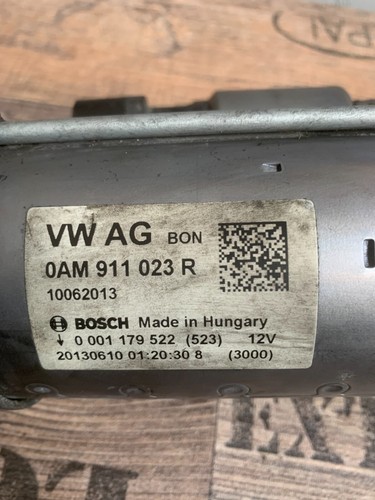 VW AG BON
0AM 911 023 R
10062013
BOSCH Made in Hungary
↓ 0 001 179 522 (523) 12V
20130610 01:20:30 8 (3000)